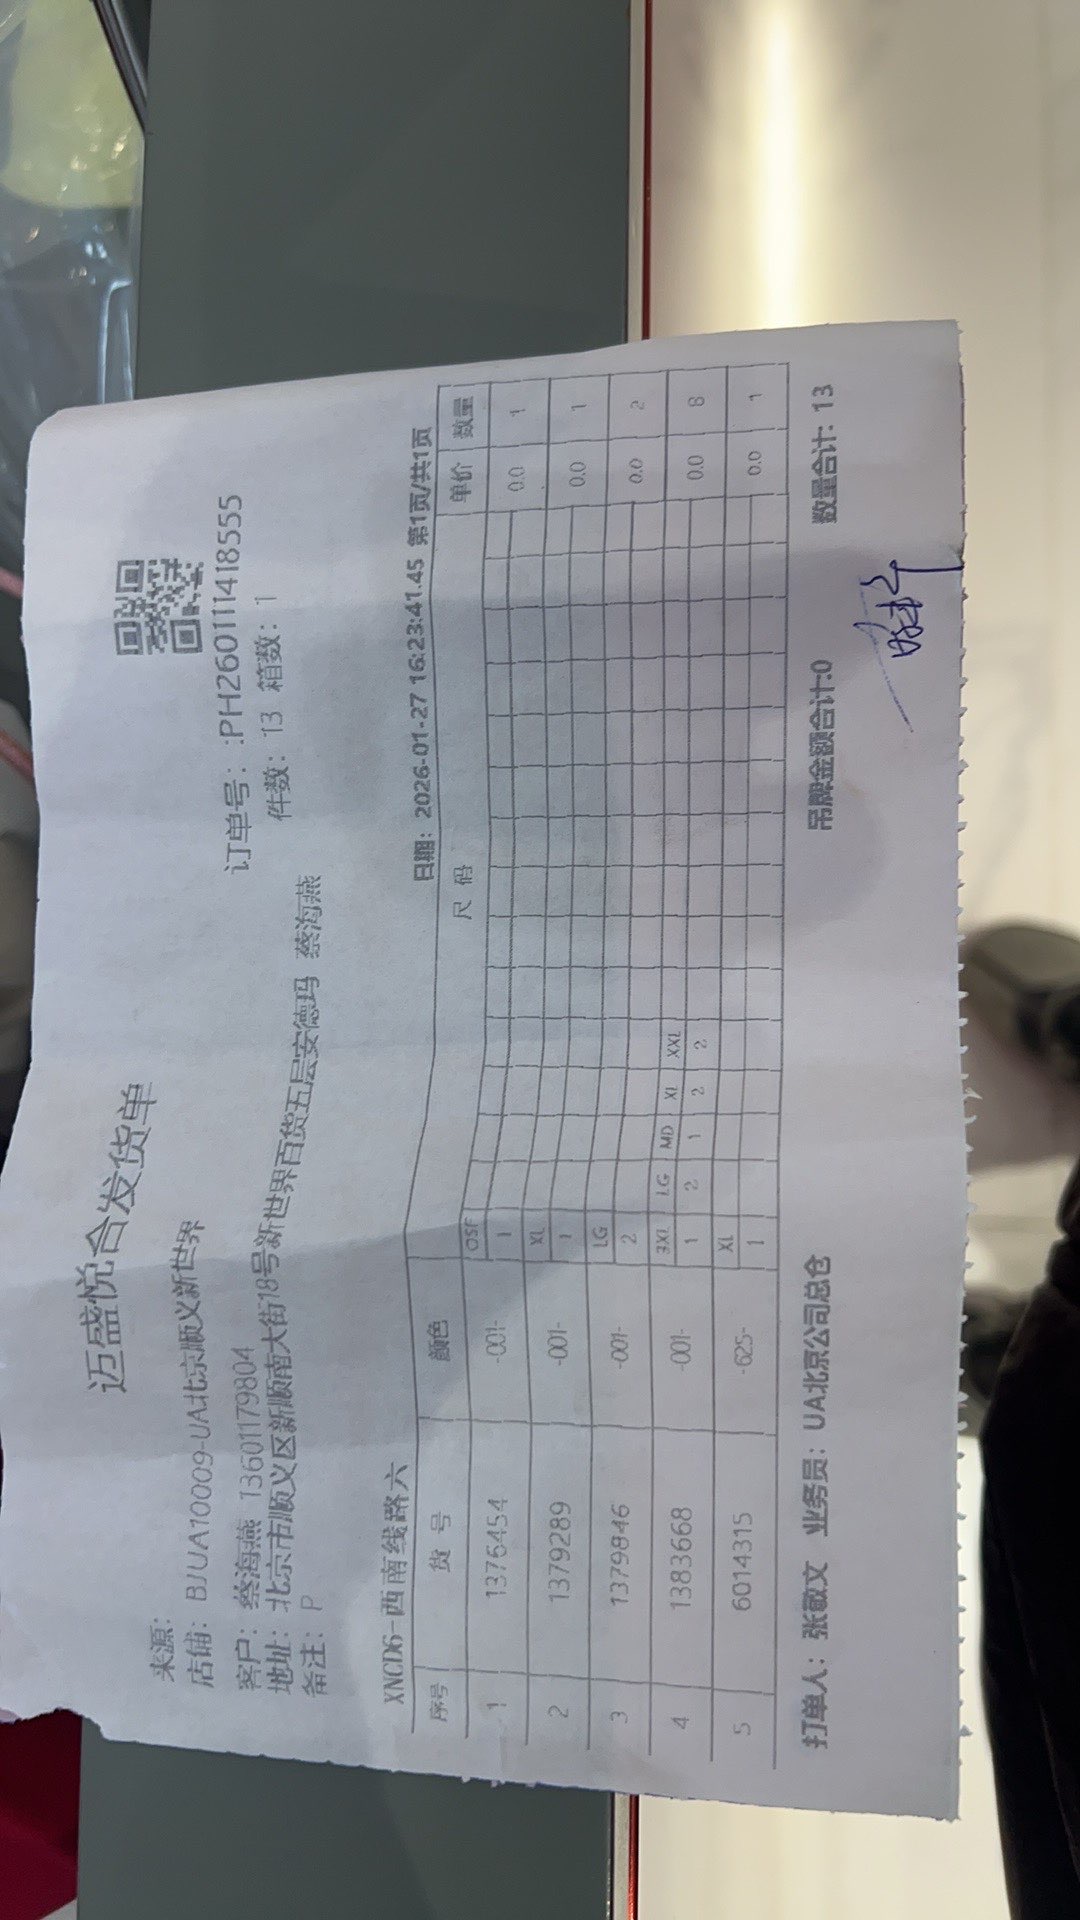 迈盛悦合发货单
来源:
店铺: BJUA10009-UA北京顺义新世界
订单号: :PH260111418555
客户: 蔡海燕 13601179804
件数: 13 箱数: 1
地址: 北京市顺义区新顺南大街18号新世界百货五层安德玛 蔡海燕
备注: P
XNCD6-西南线路六
日期: 2026-01-27 16:23:41.45 第1页/共1页
序号 货号 颜色 尺码 单价 数量
OSF
1 1376454 -001- 1 0.0 1
XL
2 1379289 -001- 1 0.0 1
LG
3 1379846 -001- 2 0.0 2
3XL LG MD XL XXL
4 1383668 -001- 1 2 1 2 2 0.0 8
XL
5 6014315 -625- 1 0.0 1
打单人: 张敏文 业务员: UA北京公司总仓 吊牌金额合计:0 数量合计: 13